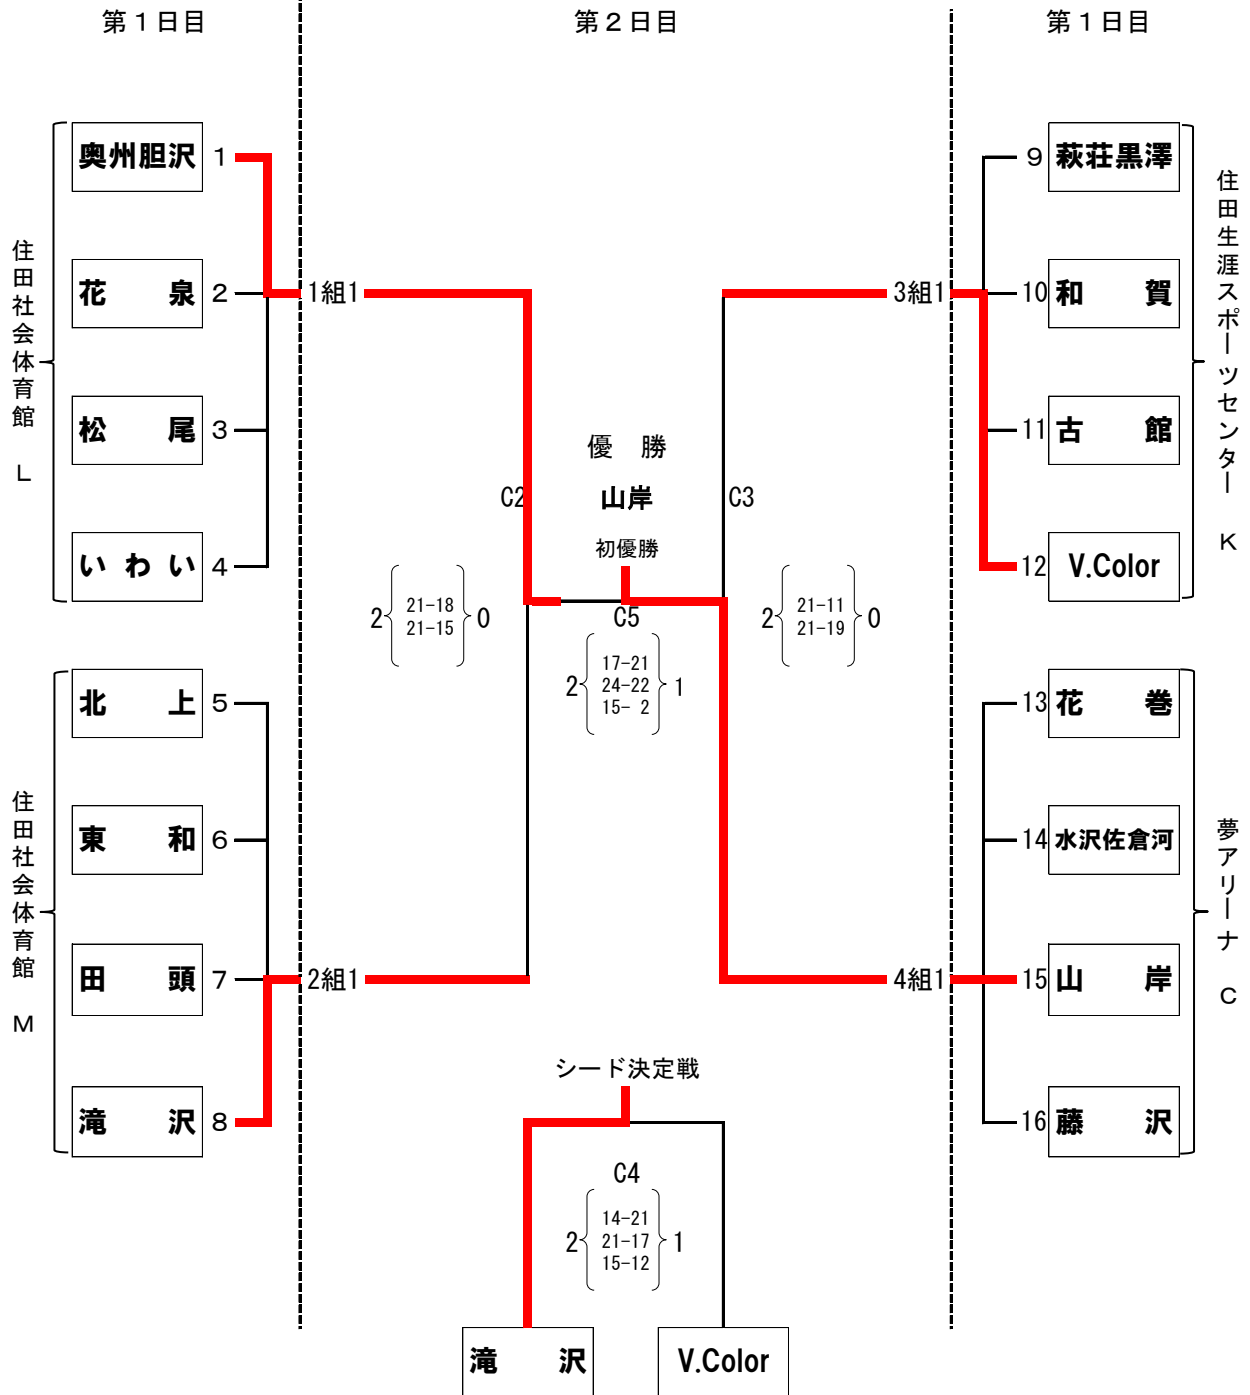 第１日目
第２日目
第１日目
住田社会体育館　L
奥州胆沢 1
花　泉 2
松　尾 3
いわい 4
住田社会体育館　M
北　上 5
東　和 6
田　頭 7
滝　沢 8
1組1
2組1
C2
2 21-18 0
21-15
優　勝
山岸
初優勝
C5
17-21
2 24-22 1
15- 2
C3
2 21-11 0
21-19
3組1
4組1
9 萩荘黒澤
10 和　賀
11 古　館
12 V.Color
住田生涯スポーツセンター　K
13 花　巻
14 水沢佐倉河
15 山　岸
16 藤　沢
夢アリーナ　C
シード決定戦
C4
14-21
2 21-17 1
15-12
滝　沢
V.Color